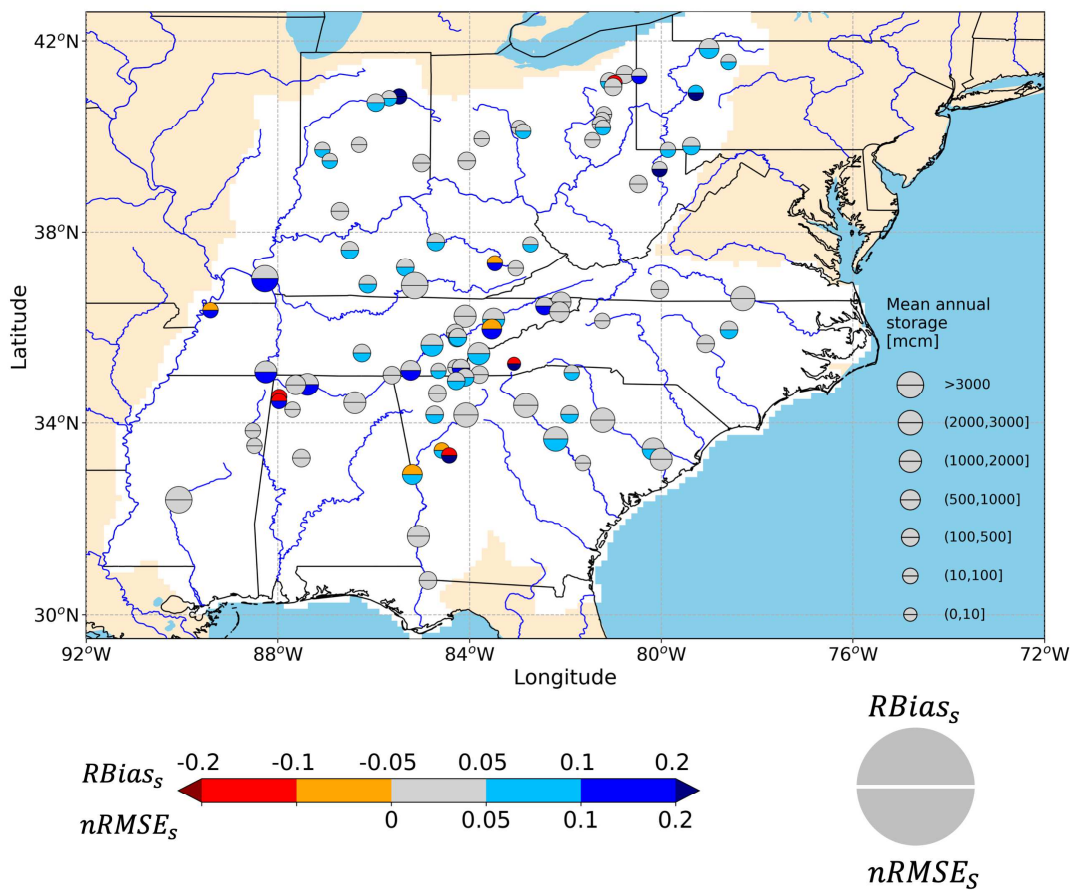 42°N
38°N
34°N
30°N
Latitude
92°W 88°W 84°W 80°W 76°W 72°W
Longitude
Mean annual
storage
[mcm]
>3000
(2000,3000]
(1000,2000]
(500,1000]
(100,500]
(10,100]
(0,10]
RBias_s
-0.2 -0.1 -0.05 0.05 0.1 0.2
RBias_s
nRMSE_s
0 0.05 0.1 0.2
nRMSE_S